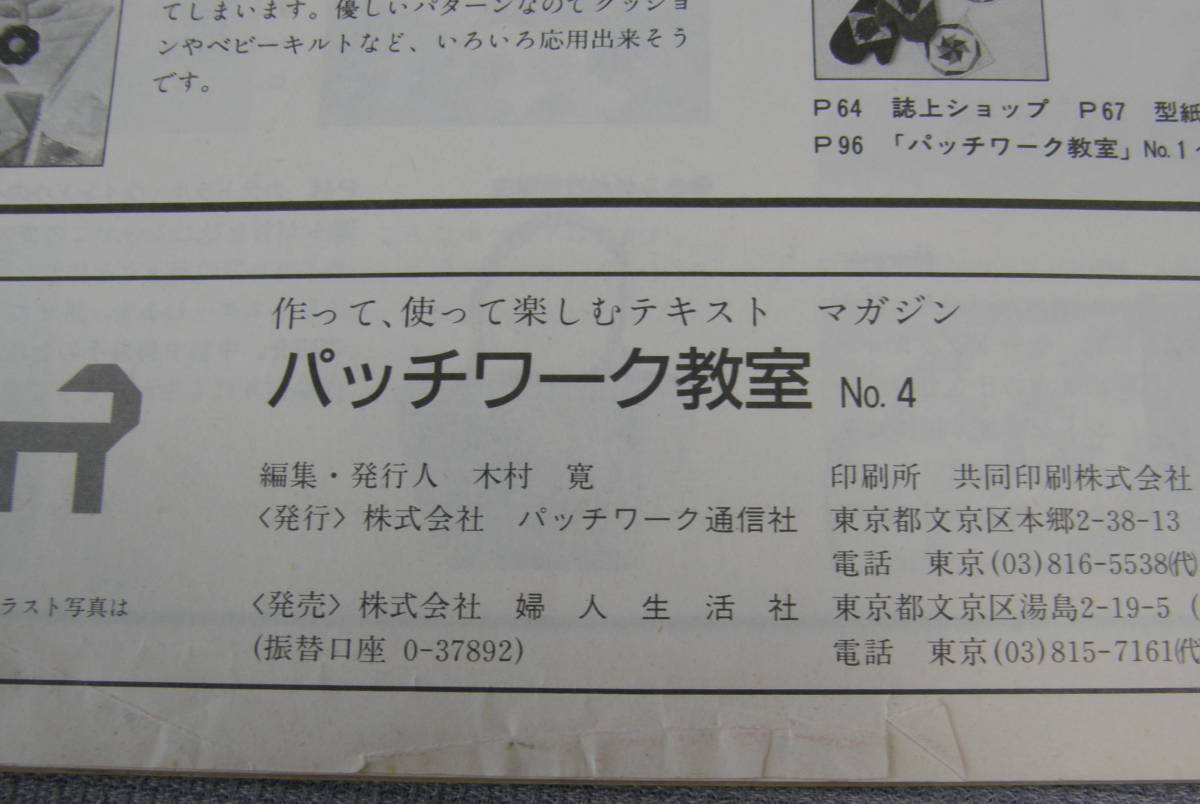 てしまいます。優しいパターンなのでクッショ
ンやベビーキルトなど、いろいろ応用出来そう
です。
P64 誌上ショップ P67 型紙
P96 「パッチワーク教室」No.1
作って、使って楽しむテキスト マガジン
パッチワーク教室 No. 4
編集・発行人 木村 寛
印刷所 共同印刷株式会社
〈発行〉株式会社 パッチワーク通信社 東京都文京区本郷2-38-13
電話 東京(03)816-5538㈹
ラスト写真は
〈発売〉株式会社 婦人生活社 東京都文京区湯島2-19-5 (
(振替口座 0-37892)
電話 東京(03)815-7161㈹